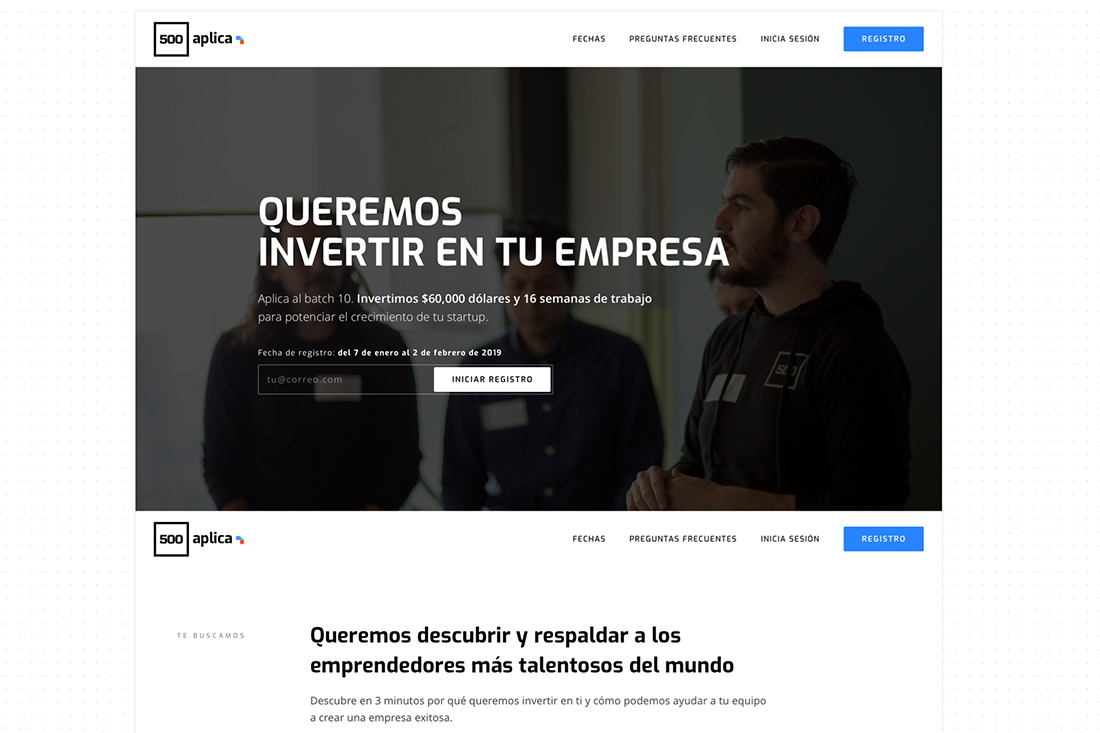 500 aplica
FECHAS
PREGUNTAS FRECUENTES
INICIA SESIÓN
REGISTRO
QUEREMOS
INVERTIR EN TU EMPRESA
Aplica al batch 10. Invertimos $60,000 dólares y 16 semanas de trabajo
para potenciar el crecimiento de tu startup.
Fecha de registro: del 7 de enero al 2 de febrero de 2019
tu@correo.com
INICIAR REGISTRO
500
500 aplica
FECHAS
PREGUNTAS FRECUENTES
INICIA SESIÓN
REGISTRO
TE BUSCAMOS
Queremos descubrir y respaldar a los
emprendedores más talentosos del mundo
Descubre en 3 minutos por qué queremos invertir en ti y cómo podemos ayudar a tu equipo
a crear una empresa exitosa.